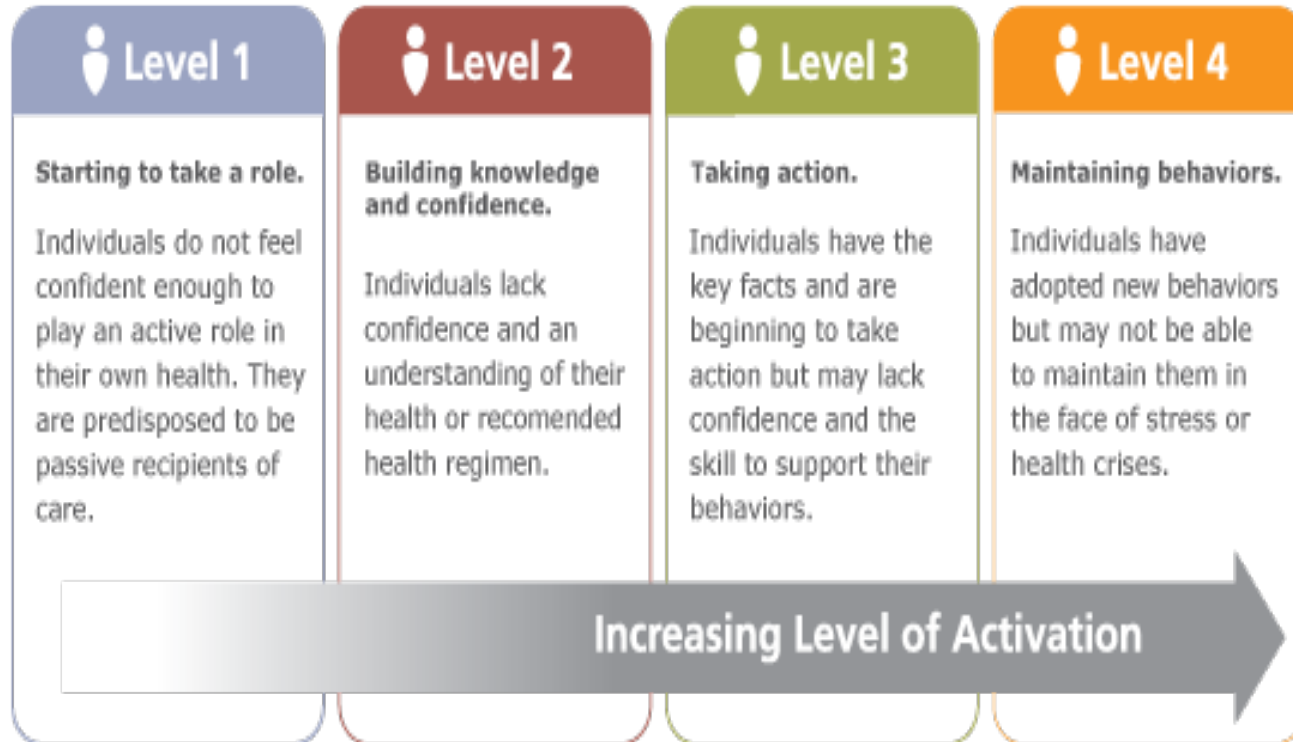 Level 1
Starting to take a role.
Individuals do not feel
confident enough to
play an active role in
their own health. They
are predisposed to be
passive recipients of
care.
Level 2
Building knowledge
and confidence.
Individuals lack
confidence and an
understanding of their
health or recomended
health regimen.
Level 3
Taking action.
Individuals have the
key facts and are
beginning to take
action but may lack
confidence and the
skill to support their
behaviors.
Level 4
Maintaining behaviors.
Individuals have
adopted new behaviors
but may not be able
to maintain them in
the face of stress or
health crises.
Increasing Level of Activation